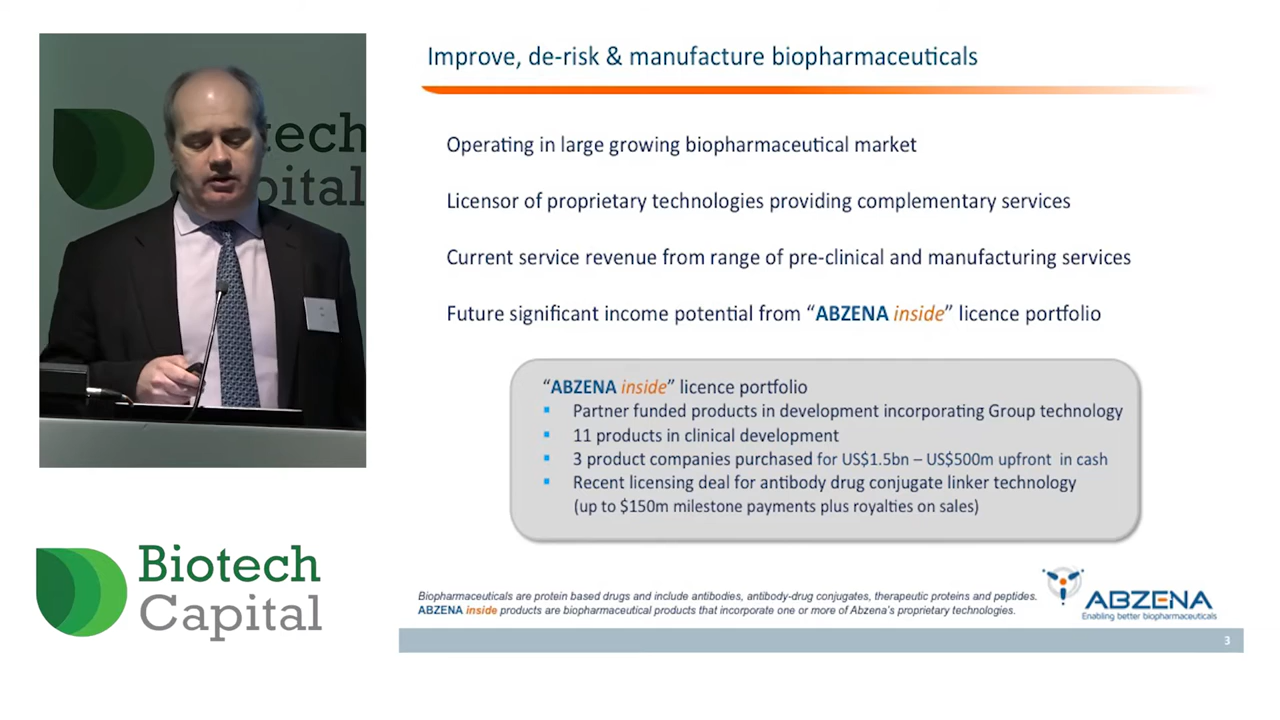 Improve, de-risk & manufacture biopharmaceuticals
tech
Capital
Operating in large growing biopharmaceutical market
Licensor of proprietary technologies providing complementary services
Current service revenue from range of pre-clinical and manufacturing services
Future significant income potential from “ABZENA inside” licence portfolio
“ABZENA inside” licence portfolio
▪ Partner funded products in development incorporating Group technology
▪ 11 products in clinical development
▪ 3 product companies purchased for US$1.5bn – US$500m upfront in cash
▪ Recent licensing deal for antibody drug conjugate linker technology
(up to $150m milestone payments plus royalties on sales)
Biotech
Capital
Biopharmaceuticals are protein based drugs and include antibodies, antibody-drug conjugates, therapeutic proteins and peptides.
ABZENA inside products are biopharmaceutical products that incorporate one or more of Abzena's proprietary technologies.
ABZENA
Enabling better biopharmaceuticals
3